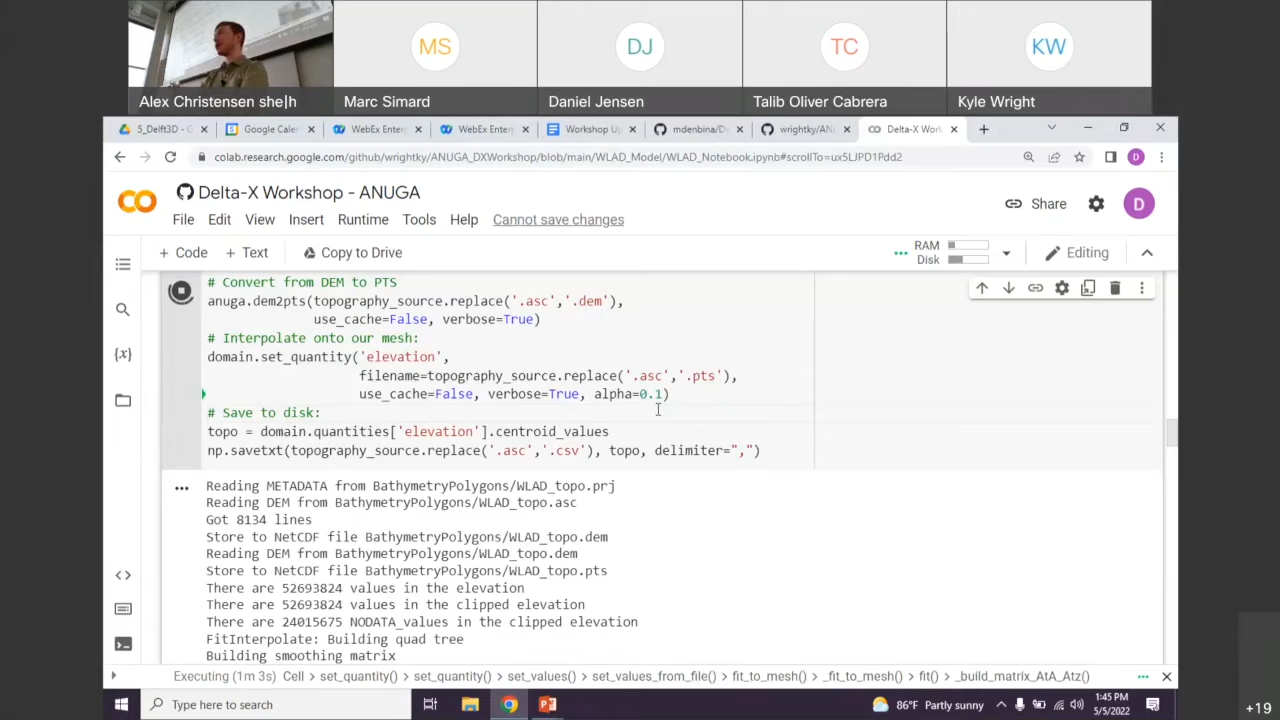 MS
DJ
TC
KW
Alex Christensen she|h
Marc Simard
Daniel Jensen
Talib Oliver Cabrera
Kyle Wright
5_Delft3D - G
Google Caler
WebEx Enter
WebEx Enter
Workshop U
mdenbina/De
wrightky/ANU
Delta-X Work
colab.research.google.com/github/wrightky/ANUGA_DXWorkshop/blob/main/WLAD_Model/WLAD_Notebook.ipynb#scrollTo=ux5LJPD1Pdd2
D
Delta-X Workshop - ANUGA
Share
D
File Edit View Insert Runtime Tools Help Cannot save changes
+ Code + Text Copy to Drive
RAM
Disk
Editing
# Convert from DEM to PTS
anuga.dem2pts(topography_source.replace('.asc','.dem'),
use_cache=False, verbose=True)
# Interpolate onto our mesh:
domain.set_quantity('elevation',
filename=topography_source.replace('.asc','.pts'),
use_cache=False, verbose=True, alpha=0.1)
# Save to disk:
topo = domain.quantities['elevation'].centroid_values
np.savetxt(topography_source.replace('.asc','.csv'), topo, delimiter=",")
Reading METADATA from BathymetryPolygons/WLAD_topo.prj
Reading DEM from BathymetryPolygons/WLAD_topo.asc
Got 8134 lines
Store to NetCDF file BathymetryPolygons/WLAD_topo.dem
Reading DEM from BathymetryPolygons/WLAD_topo.dem
Store to NetCDF file BathymetryPolygons/WLAD_topo.pts
There are 52693824 values in the elevation
There are 52693824 values in the clipped elevation
There are 24015675 NODATA_values in the clipped elevation
FitInterpolate: Building quad tree
Building smoothing matrix
Executing (1m 3s) Cell > set_quantity() > set_quantity() > set_values() > set_values_from_file() > fit_to_mesh() > _fit_to_mesh() > fit() > _build_matrix_AtA_Atz()
Type here to search
86°F Partly sunny
1:45 PM
5/5/2022
+19